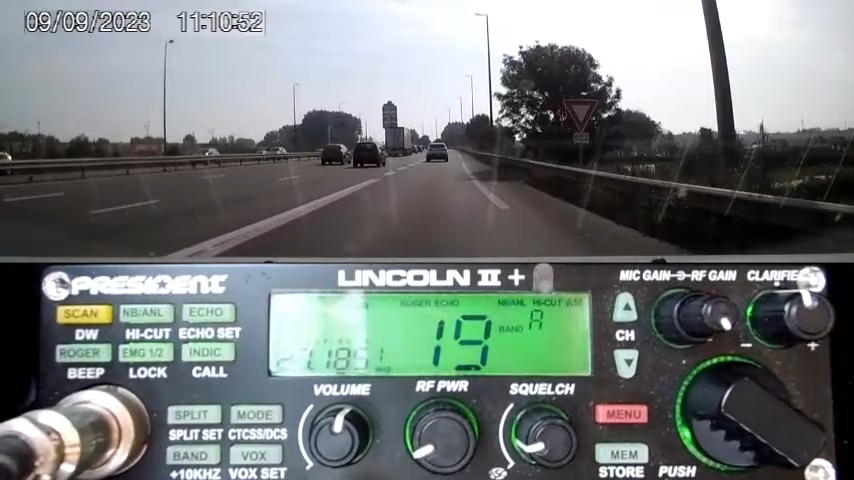 09/09/2023 11:10:52
PRESIDENT
LINCOLN II +
MIC GAIN RF GAIN
CLARIFIER
SCAN
NB/ANL
ECHO
DW
HI-CUT
ECHO SET
ROGER
EMG 1/2
INDIC
BEEP
LOCK
CALL
ROGER ECHO
NB/ANL HI-CUT AM
19
BAND A
CH
VOLUME
RF PWR
SQUELCH
SPLIT
MODE
SPLIT SET
CTCSS/DCS
BAND
VOX
+10KHZ
VOX SET
MENU
MEM
STORE
PUSH
- +